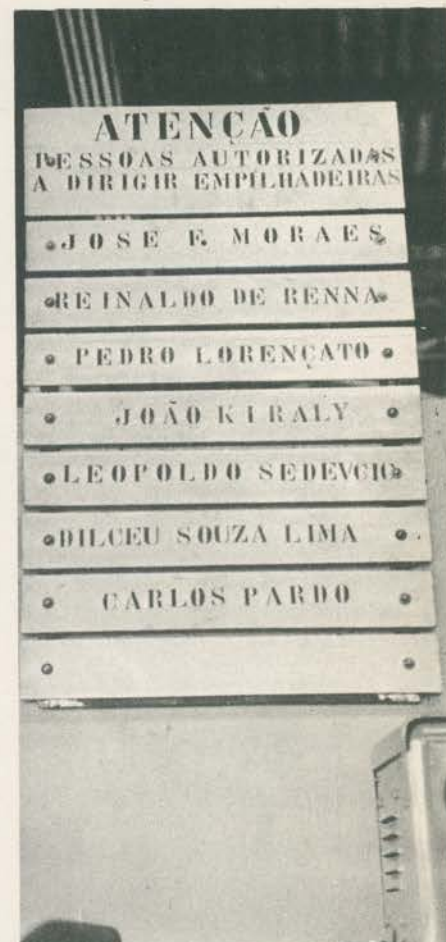 ATENÇÃO
PESSOAS AUTORIZADAS
A DIRIGIR EMPILHADEIRAS
JOSE F. MORAES
REINALDO DE RENNA
PEDRO LORENÇATO
JOÃO KIRALY
LEOPOLDO SEDEVCIC
DILCEU SOUZA LIMA
CARLOS PARDO